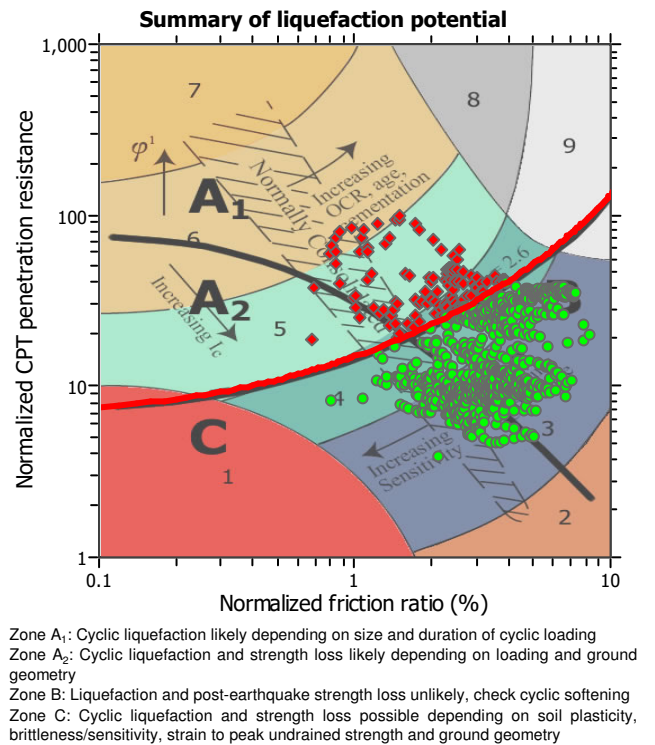 Summary of liquefaction potential
1,000
7
8
9
φ¹
Increasing
OCR, age,
cementation
Normally Consolidated
A1
100
6
2.6
A2
Increasing Ic
5
B
10
4
C
3
Increasing
Sensitivity
1
2
1
0.1
1
10
Normalized CPT penetration resistance
Normalized friction ratio (%)
Zone A1: Cyclic liquefaction likely depending on size and duration of cyclic loading
Zone A2: Cyclic liquefaction and strength loss likely depending on loading and ground
geometry
Zone B: Liquefaction and post-earthquake strength loss unlikely, check cyclic softening
Zone C: Cyclic liquefaction and strength loss possible depending on soil plasticity,
brittleness/sensitivity, strain to peak undrained strength and ground geometry